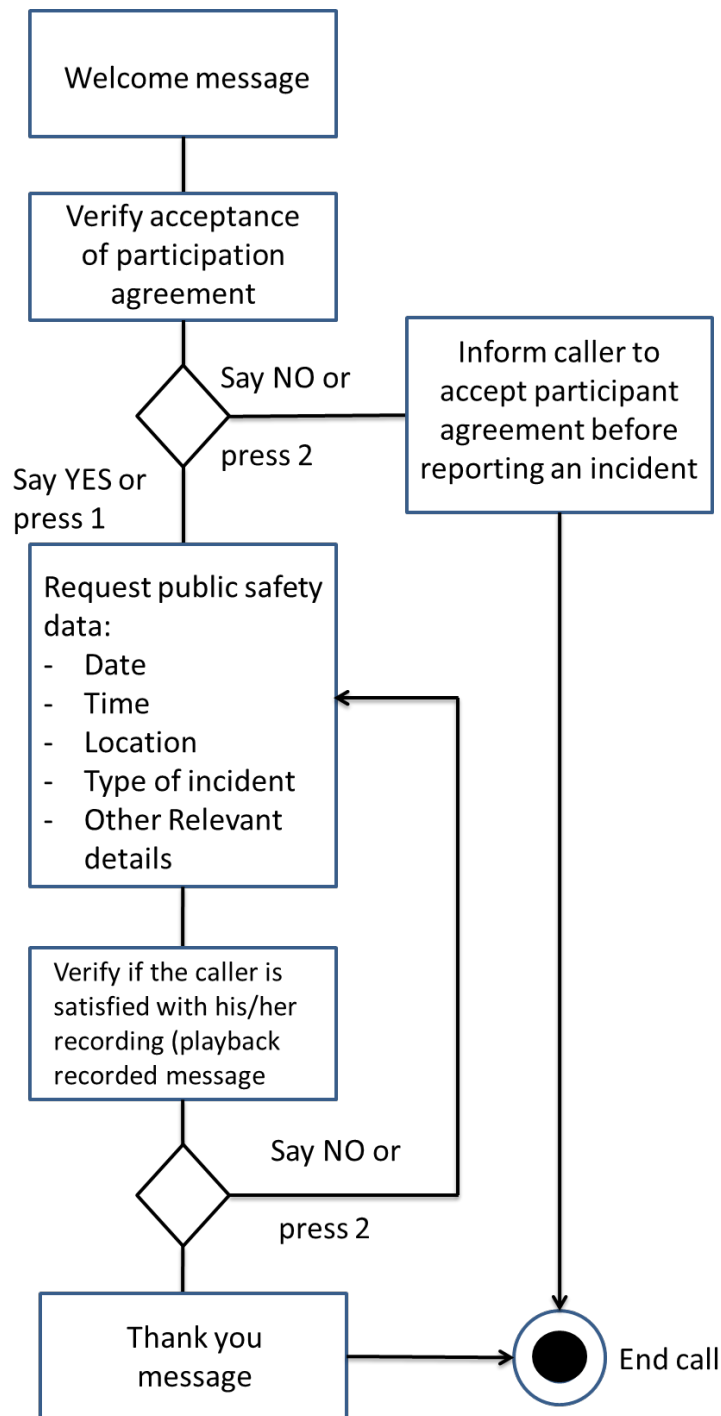 Welcome message
Verify acceptance
of participation
agreement
Say NO or
press 2
Inform caller to
accept participant
agreement before
reporting an incident
Say YES or
press 1
Request public safety
data:
- Date
- Time
- Location
- Type of incident
- Other Relevant
details
Verify if the caller is
satisfied with his/her
recording (playback
recorded message
Say NO or
press 2
Thank you
message
End call